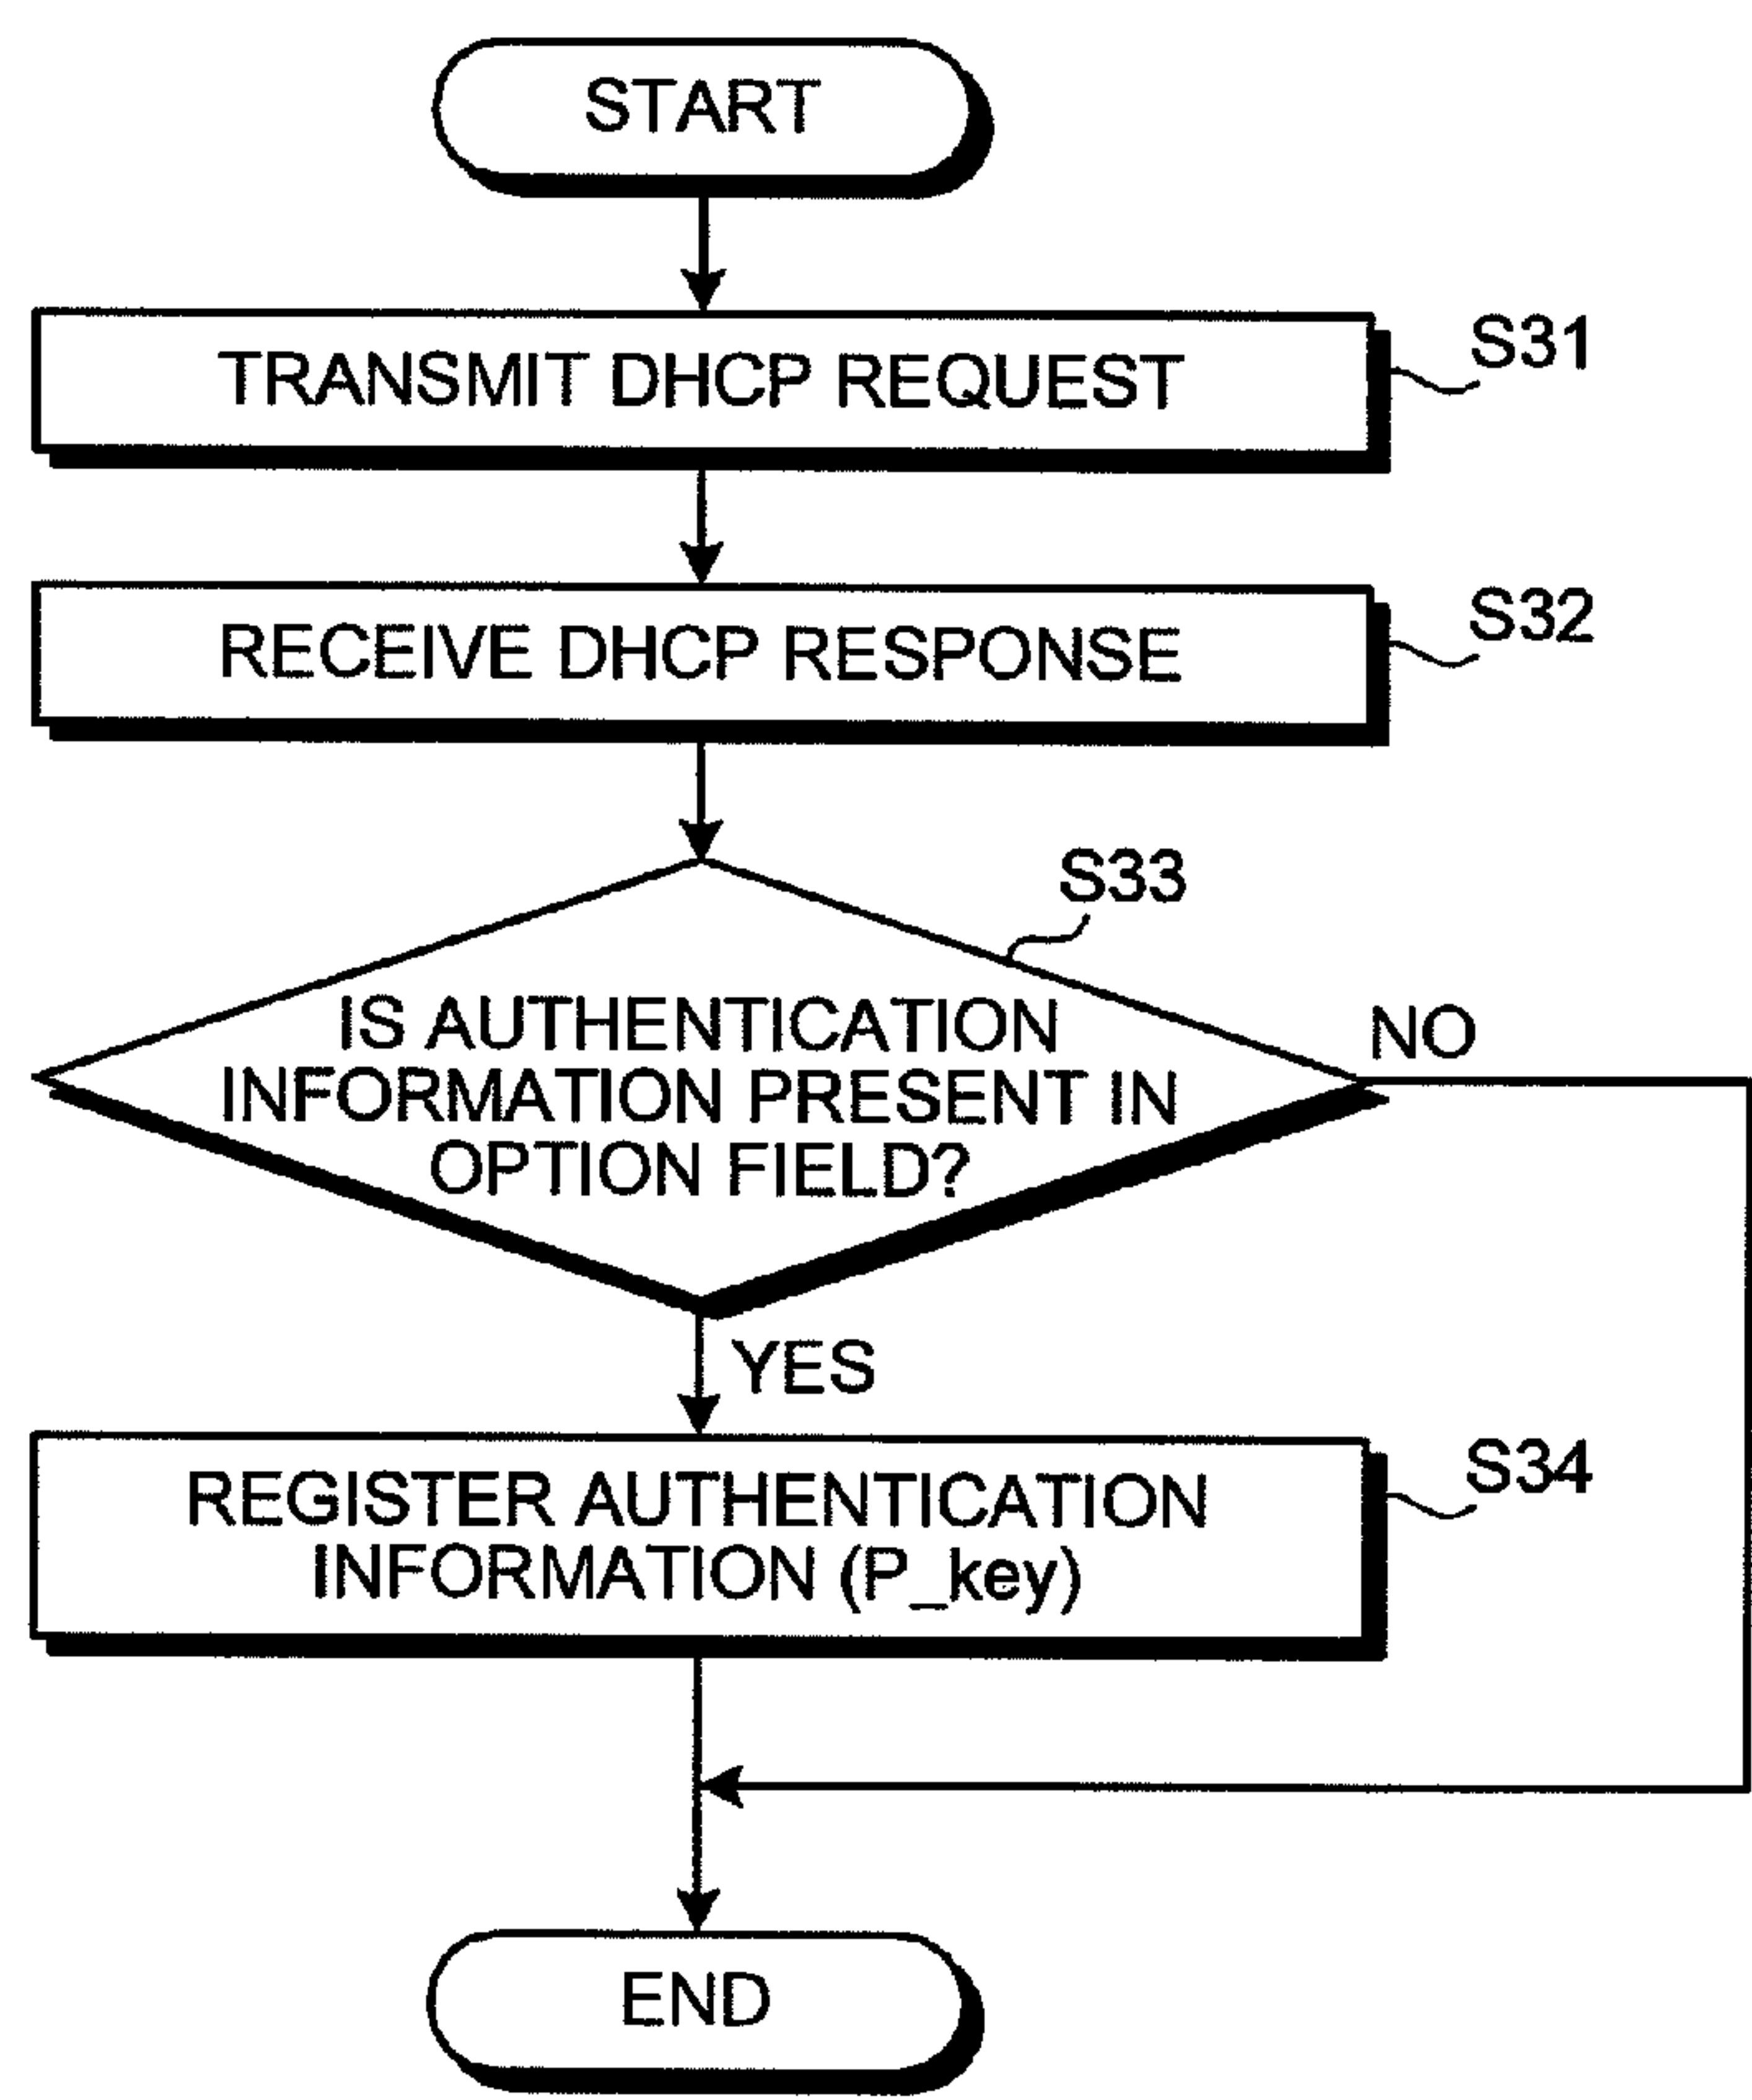 START
TRANSMIT DHCP REQUEST
S31
RECEIVE DHCP RESPONSE
S32
S33
IS AUTHENTICATION
INFORMATION PRESENT IN
OPTION FIELD?
NO
YES
REGISTER AUTHENTICATION
INFORMATION (P_key)
S34
END